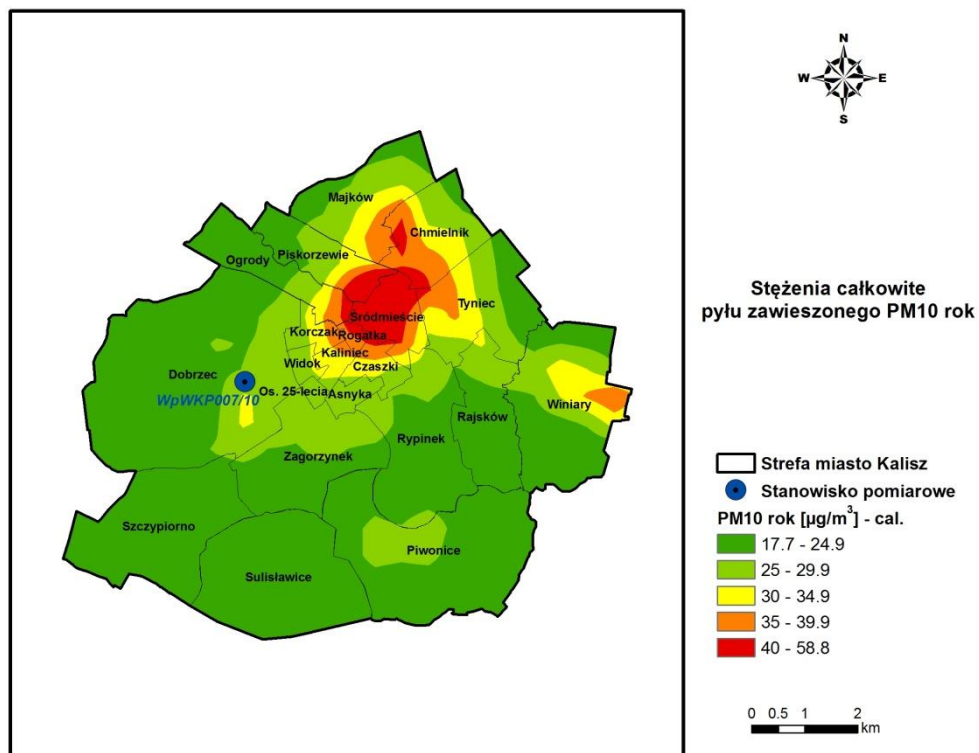 N
W E
S
Majków
Chmielnik
Ogrody
Piskorzewie
Tyniec
Śródmieście
Korczak
Rogatka
Kaliniec
Widok
Czaszki
Dobrzec
Os. 25-lecia
Asnyka
WpWKP007/10
Winiary
Rajsków
Rypinek
Zagorzynek
Szczypiorno
Piwonice
Sulisławice
Stężenia całkowite
pyłu zawieszonego PM10 rok
Strefa miasto Kalisz
Stanowisko pomiarowe
PM10 rok [µg/m³] - cal.
17.7 - 24.9
25 - 29.9
30 - 34.9
35 - 39.9
40 - 58.8
0 0.5 1 2
km